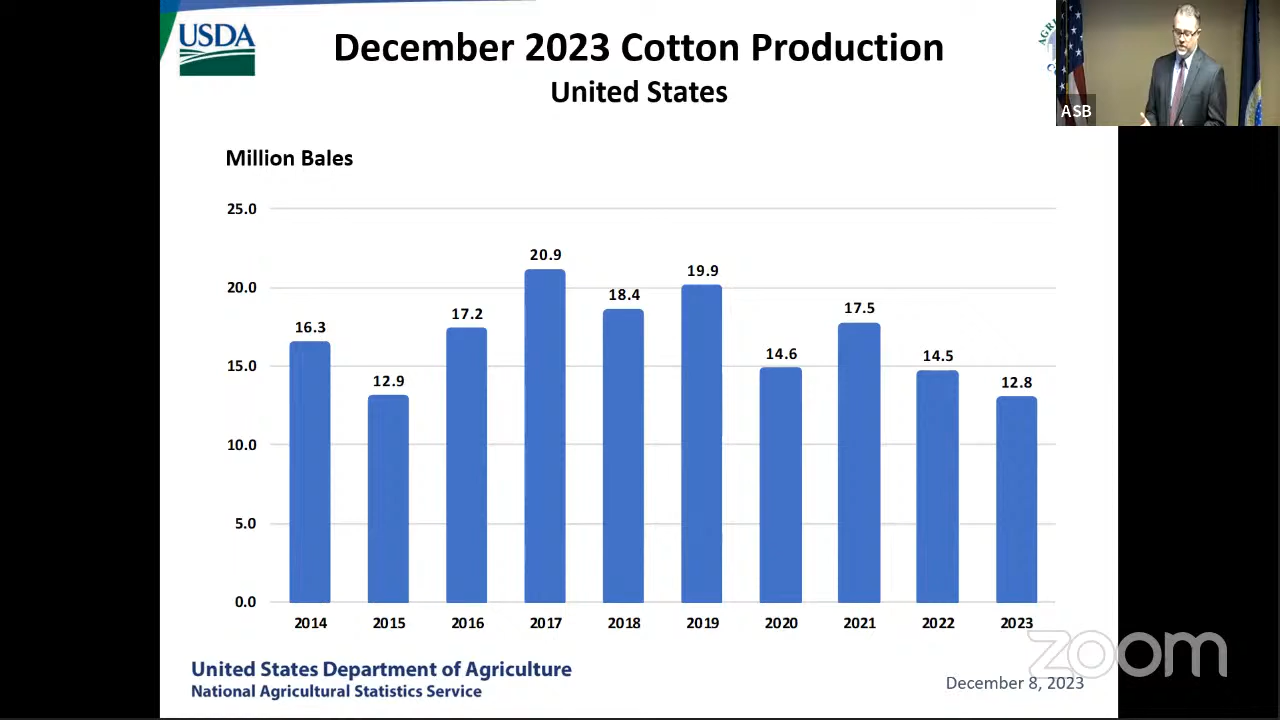 USDA
December 2023 Cotton Production
United States
AGRIC
ASB
Million Bales
25.0
20.0
15.0
10.0
5.0
0.0
16.3
12.9
17.2
20.9
18.4
19.9
14.6
17.5
14.5
12.8
2014 2015 2016 2017 2018 2019 2020 2021 2022 2023
United States Department of Agriculture
National Agricultural Statistics Service
December 8, 2023
zoom